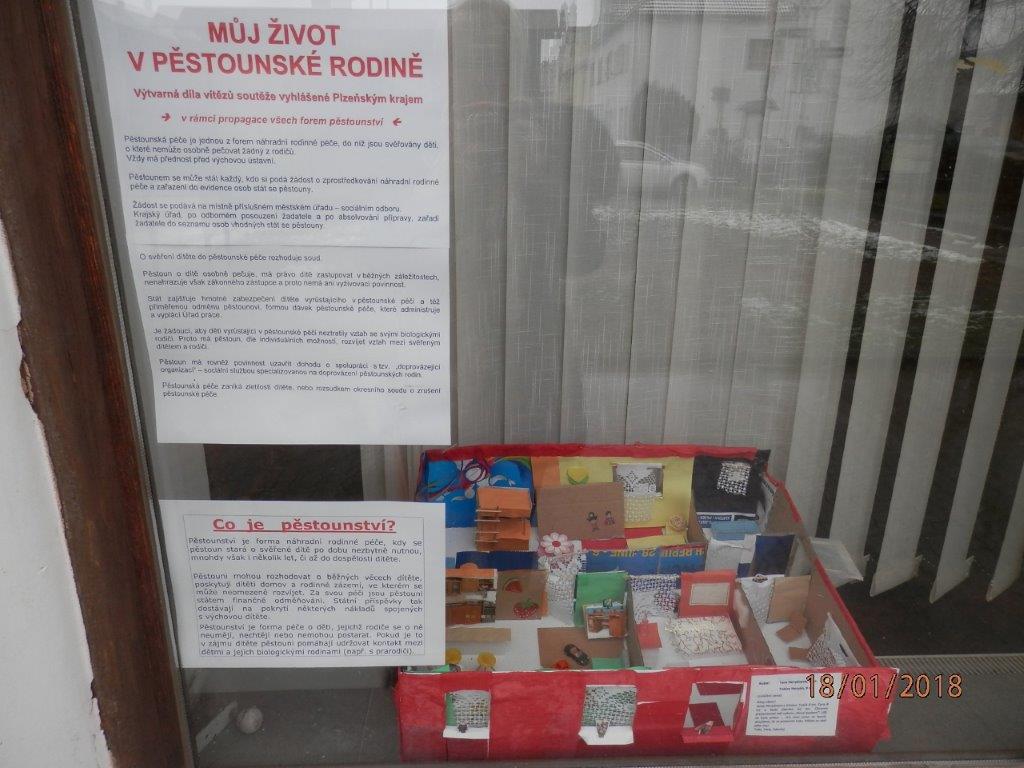 MŮJ ŽIVOT
V PĚSTOUNSKÉ RODINĚ
Výtvarná díla vítězů soutěže vyhlášené Plzeňským krajem
→ v rámci propagace všech forem pěstounství ←
Pěstounská péče je jednou z forem náhradní rodinné péče, do níž jsou svěřovány děti,
o které nemůže osobně pečovat žádný z rodičů.
Vždy má přednost před výchovou ústavní.
Pěstounem se může stát každý, kdo si podá žádost o zprostředkování náhradní rodinné
péče a zařazení do evidence osob stát se pěstouny.
Žádost se podává na místně příslušném městském úřadu – sociálním odboru.
Krajský úřad, po odborném posouzení žadatele a po absolvování přípravy, zařadí
žadatele do seznamu osob vhodných stát se pěstouny.
O svěření dítěte do pěstounské péče rozhoduje soud.
Pěstoun o dítě osobně pečuje, má právo dítě zastupovat v běžných záležitostech,
nenahrazuje však zákonného zástupce a proto nemá ani vyživovací povinnost.
Stát zajišťuje hmotné zabezpečení dítěte vyrůstajícího v pěstounské péči a též
přiměřenou odměnu pěstounovi, formou dávek pěstounské péče, které administruje
a vyplácí Úřad práce.
Je žádoucí, aby děti vyrůstající v pěstounské péči neztratily vztah se svými biologickými
rodiči. Proto má pěstoun, dle individuálních možností, rozvíjet vztah mezi svěřeným
dítětem a rodiči.
Pěstoun má rovněž povinnost uzavřít dohodu o spolupráci s tzv. „doprovázející
organizací" – sociální službou specializovanou na doprovázení pěstounských rodin.
Pěstounská péče zaniká zletilostí dítěte, nebo rozsudkem okresního soudu o zrušení
pěstounské péče.
Co je pěstounství?
Pěstounství je forma náhradní rodinné péče, kdy se
pěstoun stará o svěřené dítě po dobu nezbytně nutnou,
mnohdy však i několik let, či až do dospělosti dítěte.
Pěstouni mohou rozhodovat o běžných věcech dítěte,
poskytují dítěti domov a rodinné zázemí, ve kterém se
může neomezeně rozvíjet. Za svou péči jsou pěstouni
státem finančně odměňováni. Státní příspěvky tak
dostávají na pokrytí některých nákladů spojených
s výchovou dítěte.
Pěstounství je forma péče o děti, jejichž rodiče se o ně
neumějí, nechtějí nebo nemohou postarat. Pokud je to
v zájmu dítěte pěstouni pomáhají udržovat kontakt mezi
dětmi a jejich biologickými rodinami (např. s prarodiči).
18/01/2018